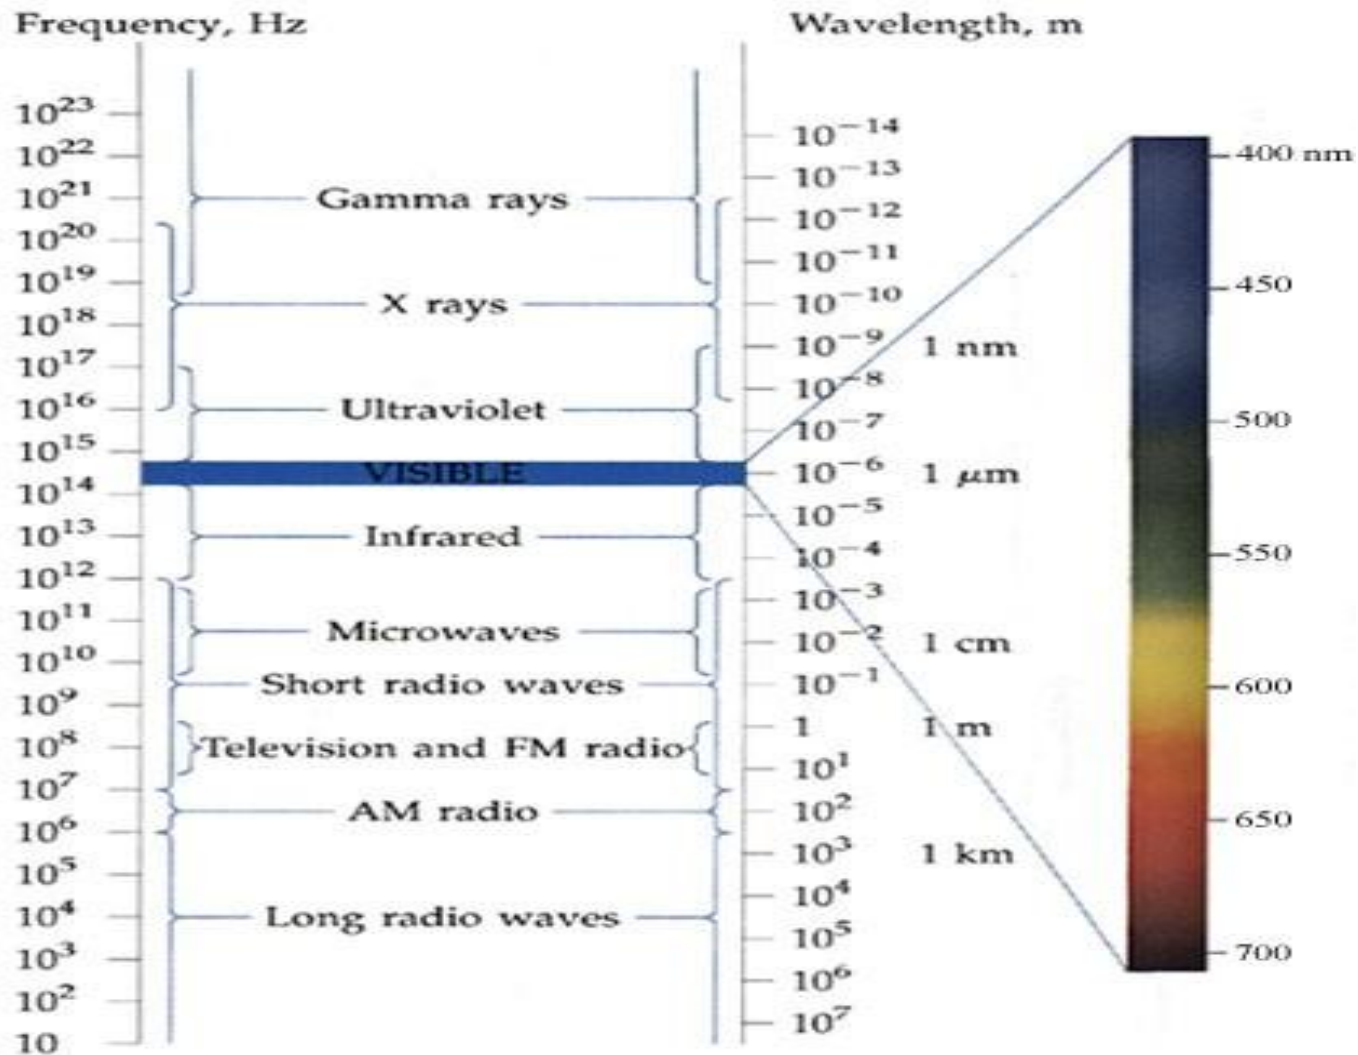 Frequency, Hz
Wavelength, m
10²³
10²²
10²¹
10²⁰
10¹⁹
10¹⁸
10¹⁷
10¹⁶
10¹⁵
10¹⁴
10¹³
10¹²
10¹¹
10¹⁰
10⁹
10⁸
10⁷
10⁶
10⁵
10⁴
10³
10²
10
Gamma rays
X rays
Ultraviolet
VISIBLE
Infrared
Microwaves
Short radio waves
Television and FM radio
AM radio
Long radio waves
10⁻¹⁴
10⁻¹³
10⁻¹²
10⁻¹¹
10⁻¹⁰
10⁻⁹ 1 nm
10⁻⁸
10⁻⁷
10⁻⁶ 1 μm
10⁻⁵
10⁻⁴
10⁻³
10⁻² 1 cm
10⁻¹
1 1 m
10¹
10²
10³ 1 km
10⁴
10⁵
10⁶
10⁷
400 nm
450
500
550
600
650
700